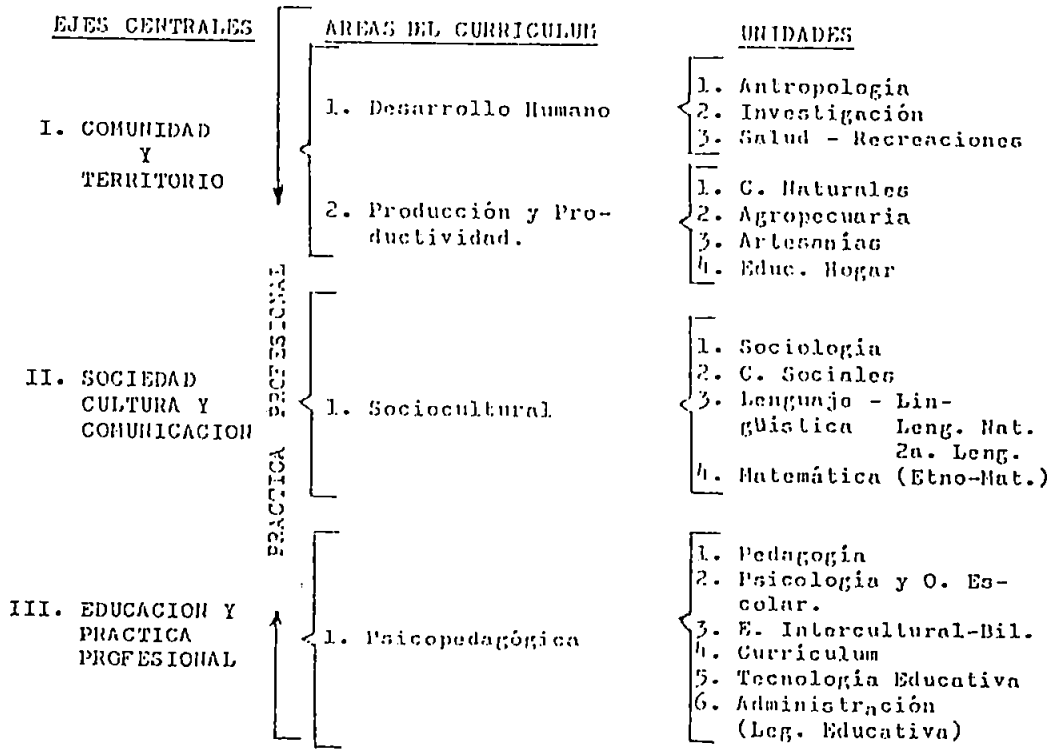 EJES CENTRALES
AREAS DEL CURRICULUM
UNIDADES
I. COMUNIDAD
Y
TERRITORIO
1. Desarrollo Humano
1. Antropología
2. Investigación
3. Salud - Recreaciones
2. Producción y Pro-
ductividad.
1. C. Naturales
2. Agropecuaria
3. Artesanías
4. Educ. Hogar
PRACTICA PROFESIONAL
II. SOCIEDAD
CULTURA Y
COMUNICACION
1. Sociocultural
1. Sociología
2. C. Sociales
3. Lenguaje - Lin-
güística Leng. Nat.
2a. Leng.
4. Matemática (Etno-Mat.)
III. EDUCACION Y
PRACTICA
PROFESIONAL
1. Psicopedagógica
1. Pedagogía
2. Psicología y O. Es-
colar.
3. E. Intercultural-Bil.
4. Curriculum
5. Tecnología Educativa
6. Administración
(Leg. Educativa)